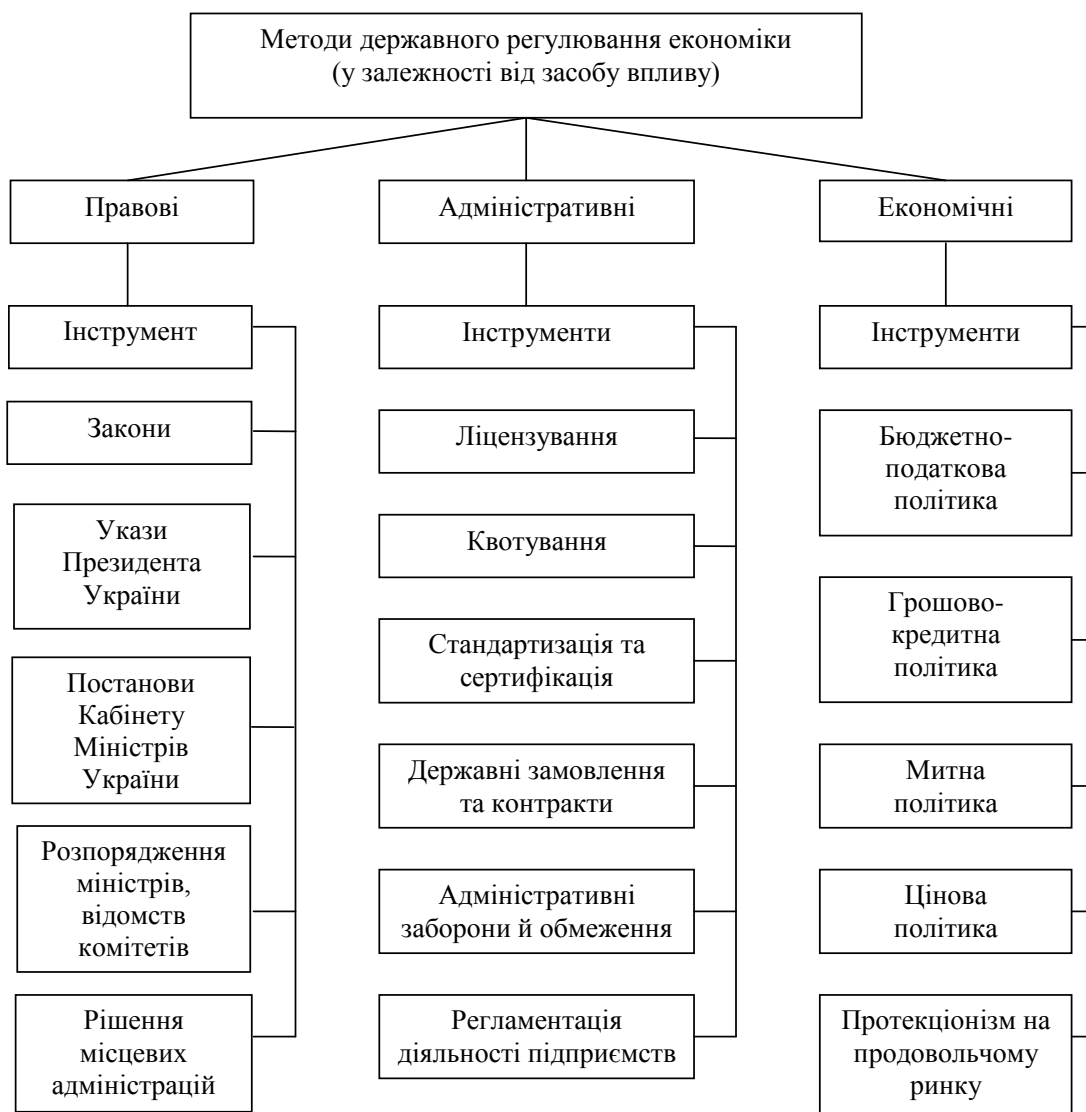 Методи державного регулювання економіки
(у залежності від засобу впливу)
Правові
Адміністративні
Економічні
Інструмент
Закони
Укази
Президента
України
Постанови
Кабінету
Міністрів
України
Розпорядження
міністрів,
відомств
комітетів
Рішення
місцевих
адміністрацій
Інструменти
Ліцензування
Квотування
Стандартизація та
сертифікація
Державні замовлення
та контракти
Адміністративні
заборони й обмеження
Регламентація
діяльності підприємств
Інструменти
Бюджетно-
податкова
політика
Грошово-
кредитна
політика
Митна
політика
Цінова
політика
Протекціонізм на
продовольчому
ринку